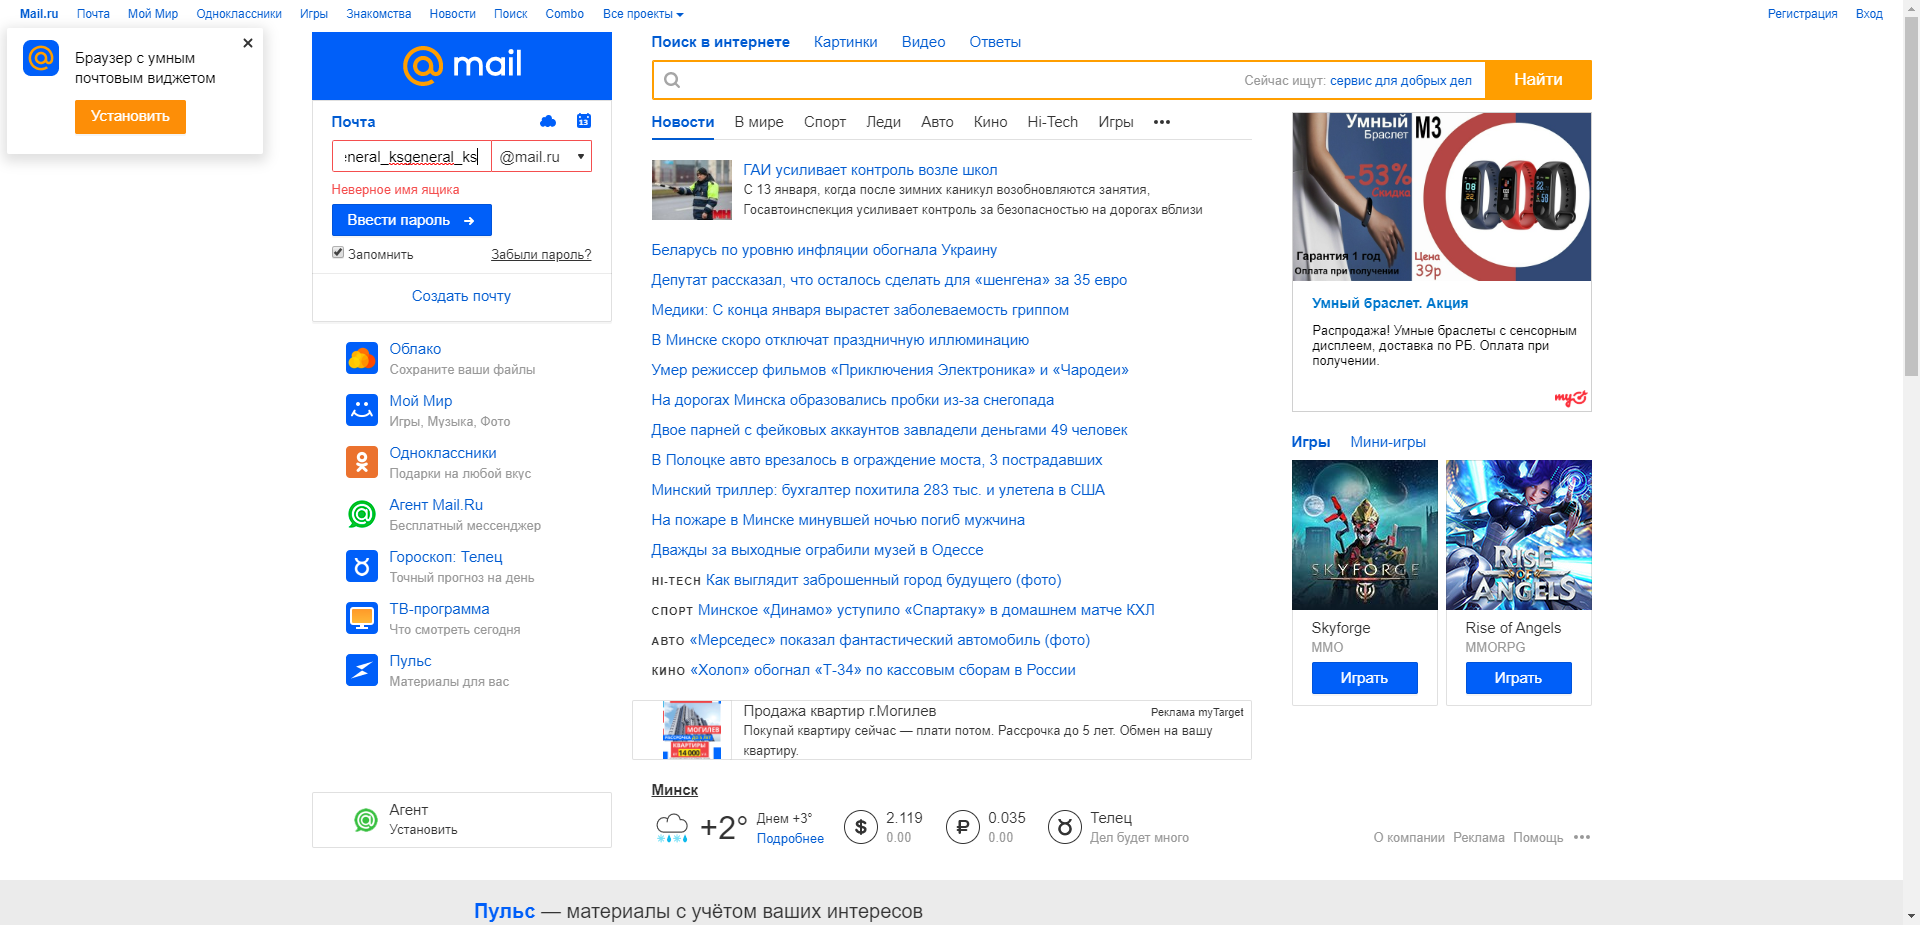 Mail.ru Почта Мой Мир Одноклассники Игры Знакомства Новости Поиск Combo Все проекты Регистрация Вход
Браузер с умным
почтовым виджетом
Установить
mail
Почта
13
eneral_ksgeneral_ks @mail.ru
Неверное имя ящика
Ввести пароль →
Запомнить Забыли пароль?
Создать почту
Облако
Сохраните ваши файлы
Мой Мир
Игры, Музыка, Фото
Одноклассники
Подарки на любой вкус
Агент Mail.Ru
Бесплатный мессенджер
Гороскоп: Телец
Точный прогноз на день
ТВ-программа
Что смотреть сегодня
Пульс
Материалы для вас
Агент
Установить
Поиск в интернете Картинки Видео Ответы
Сейчас ищут: сервис для добрых дел Найти
Новости В мире Спорт Леди Авто Кино Hi-Tech Игры •••
ГАИ усиливает контроль возле школ
С 13 января, когда после зимних каникул возобновляются занятия,
Госавтоинспекция усиливает контроль за безопасностью на дорогах вблизи
Беларусь по уровню инфляции обогнала Украину
Депутат рассказал, что осталось сделать для «шенгена» за 35 евро
Медики: С конца января вырастет заболеваемость гриппом
В Минске скоро отключат праздничную иллюминацию
Умер режиссер фильмов «Приключения Электроника» и «Чародеи»
На дорогах Минска образовались пробки из-за снегопада
Двое парней с фейковых аккаунтов завладели деньгами 49 человек
В Полоцке авто врезалось в ограждение моста, 3 пострадавших
Минский триллер: бухгалтер похитила 283 тыс. и улетела в США
На пожаре в Минске минувшей ночью погиб мужчина
Дважды за выходные ограбили музей в Одессе
HI-TECH Как выглядит заброшенный город будущего (фото)
СПОРТ Минское «Динамо» уступило «Спартаку» в домашнем матче КХЛ
АВТО «Мерседес» показал фантастический автомобиль (фото)
КИНО «Холоп» обогнал «Т-34» по кассовым сборам в России
МОГИЛЕВ
КВАРТИРЫ
14 000
Продажа квартир г.Могилев Реклама myTarget
Покупай квартиру сейчас — плати потом. Рассрочка до 5 лет. Обмен на вашу
квартиру.
Минск
+2° Днем +3°
Подробнее
$ 2.119
0.00
₽ 0.035
0.00
Телец
Дел будет много
Умный
Браслет М3
-53%
Скидка
Гарантия 1 год
Оплата при получении
Цена
39р
Умный браслет. Акция
Распродажа! Умные браслеты с сенсорным
дисплеем, доставка по РБ. Оплата при
получении.
Игры Мини-игры
SKYFORGE
Skyforge
MMO
Играть
RISE
OF
ANGELS
Rise of Angels
MMORPG
Играть
О компании Реклама Помощь •••
Пульс — материалы с учётом ваших интересов